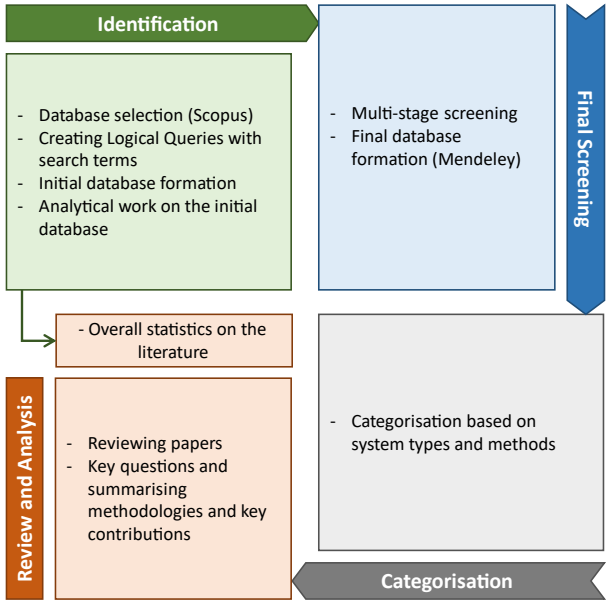 Identification
- Database selection (Scopus)
- Creating Logical Queries with
search terms
- Initial database formation
- Analytical work on the initial
database
- Multi-stage screening
- Final database
formation (Mendeley)
Final Screening
- Overall statistics on the
literature
Review and Analysis
- Reviewing papers
- Key questions and
summarising
methodologies and key
contributions
- Categorisation based on
system types and methods
Categorisation